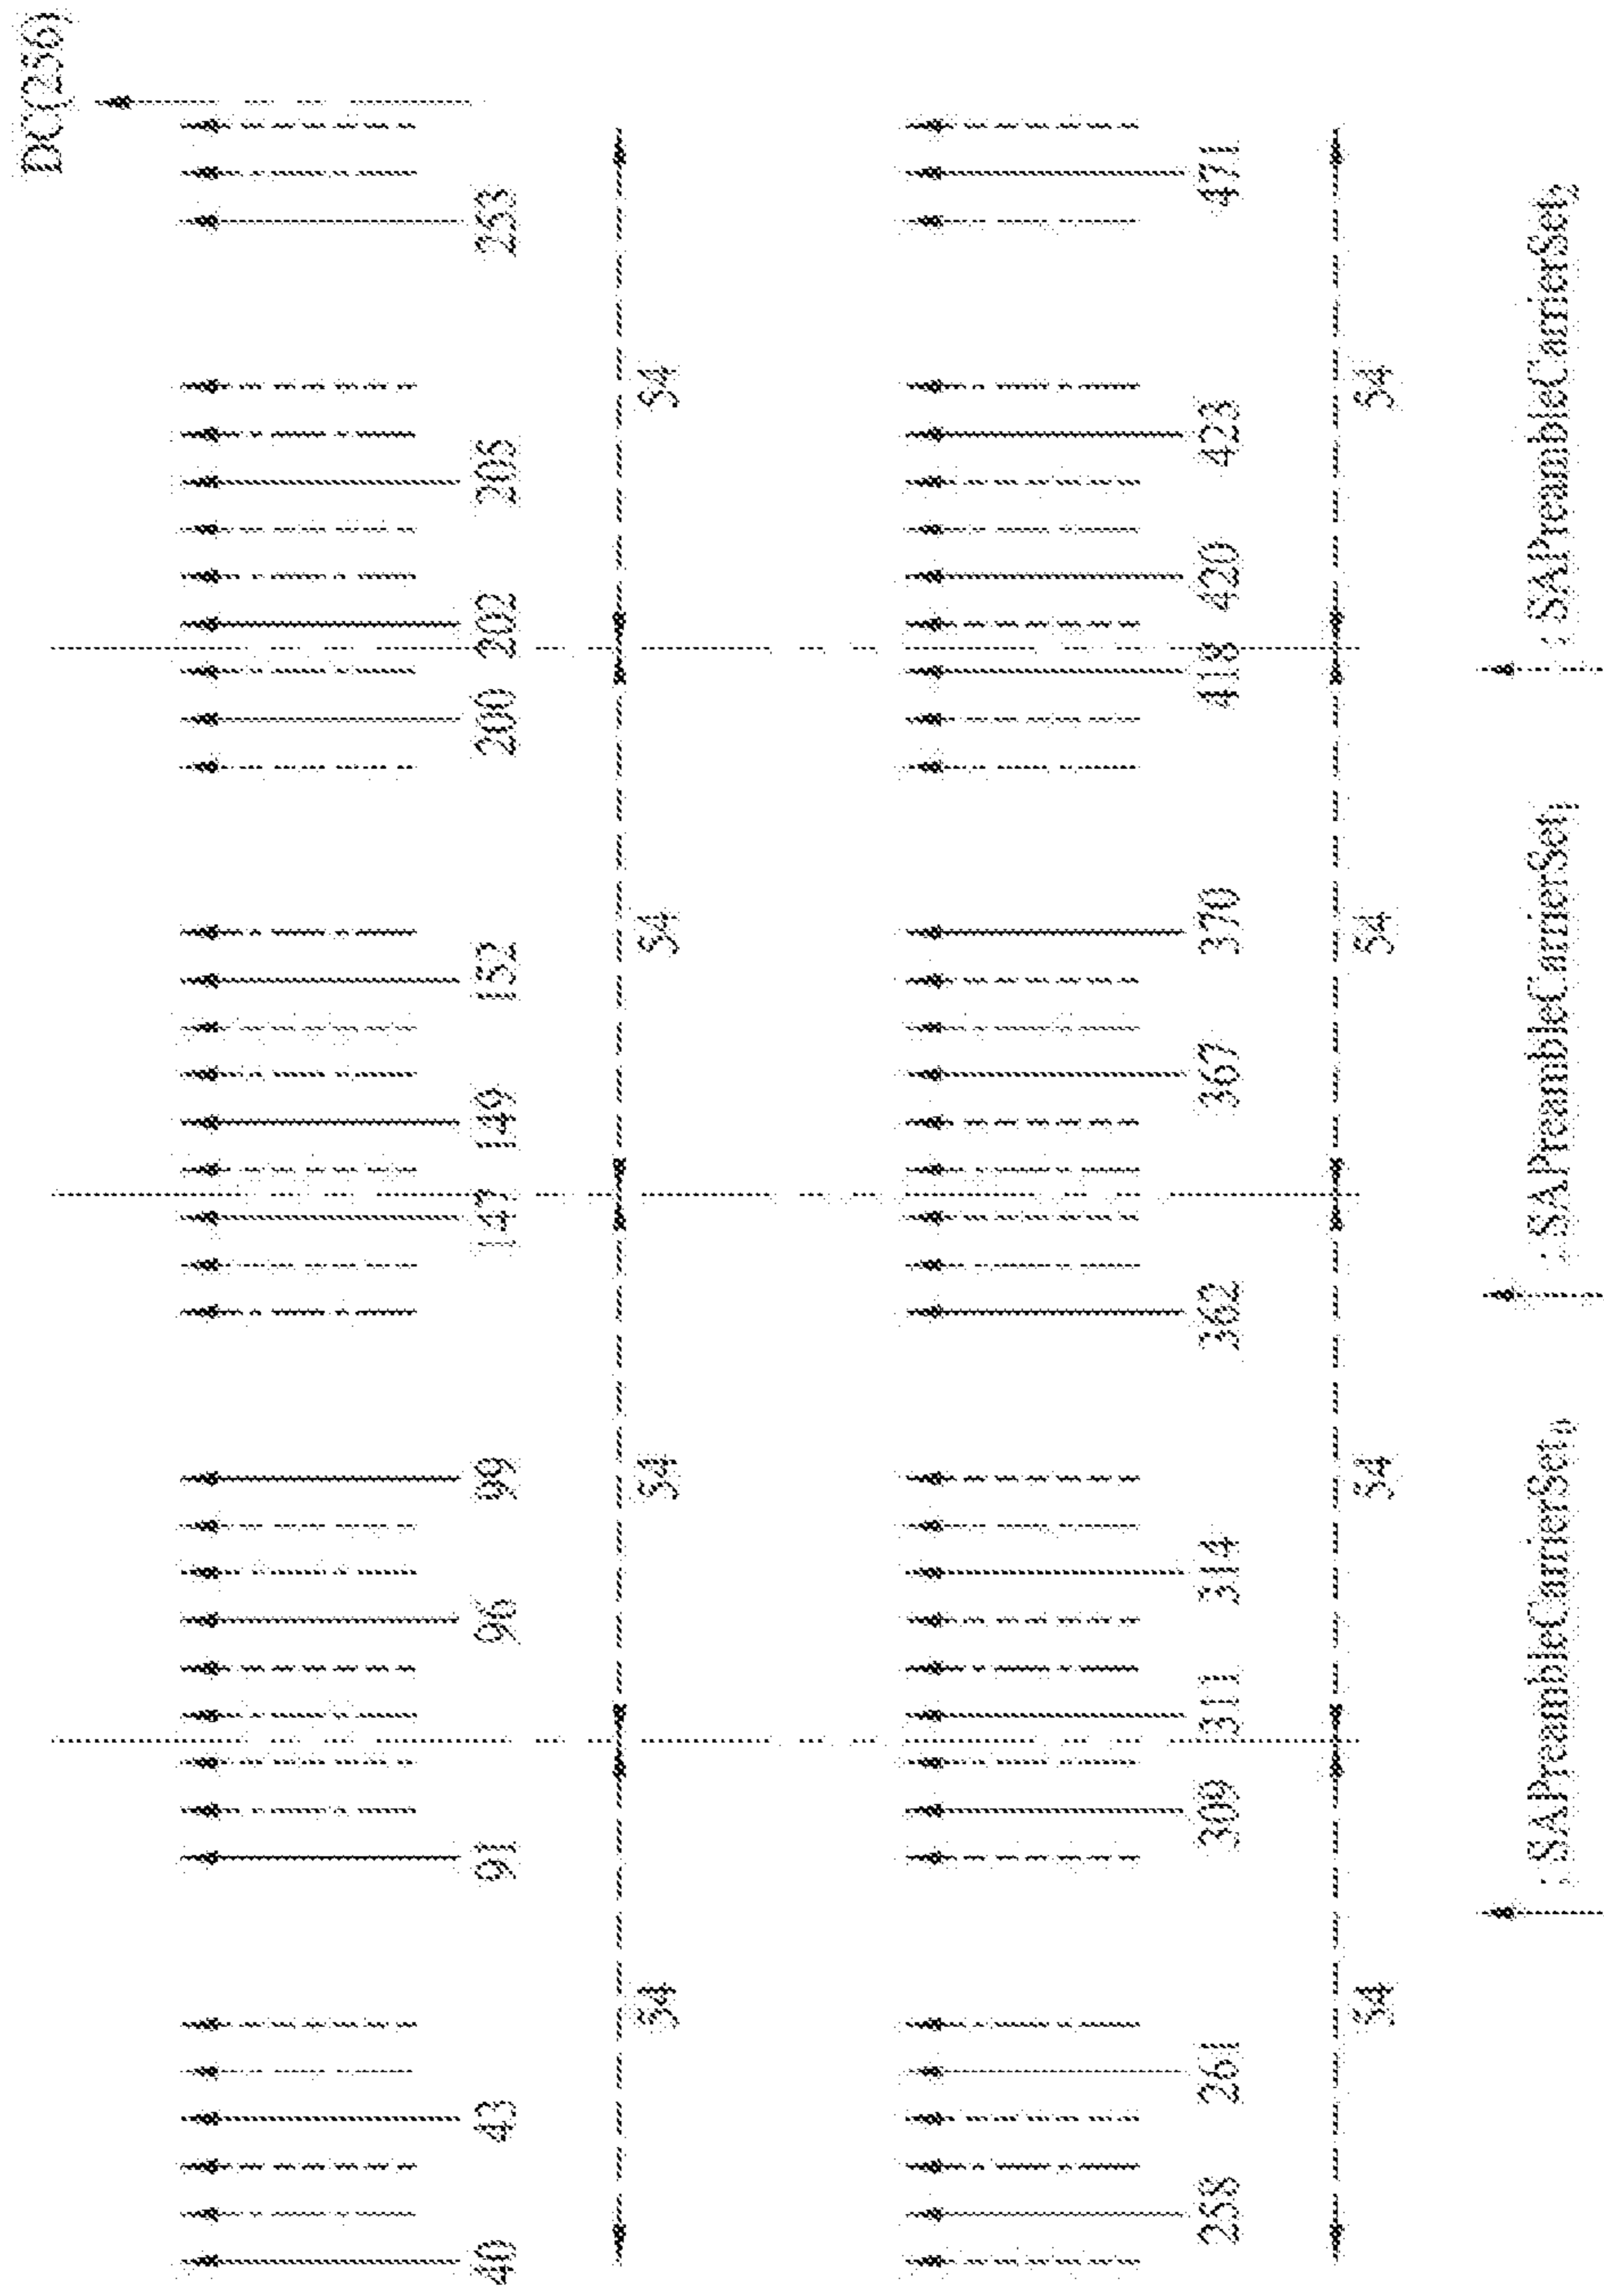 DC(256)
40 43 91 96 99 147 149 152 200 202 205 253
54 54 54 54
258 261 309 311 314 362 367 370 418 420 423 471
54 54 54 54
: SAPreambleCarrierSet₀ : SAPreambleCarrierSet₁ : SAPreambleCarrierSet₂